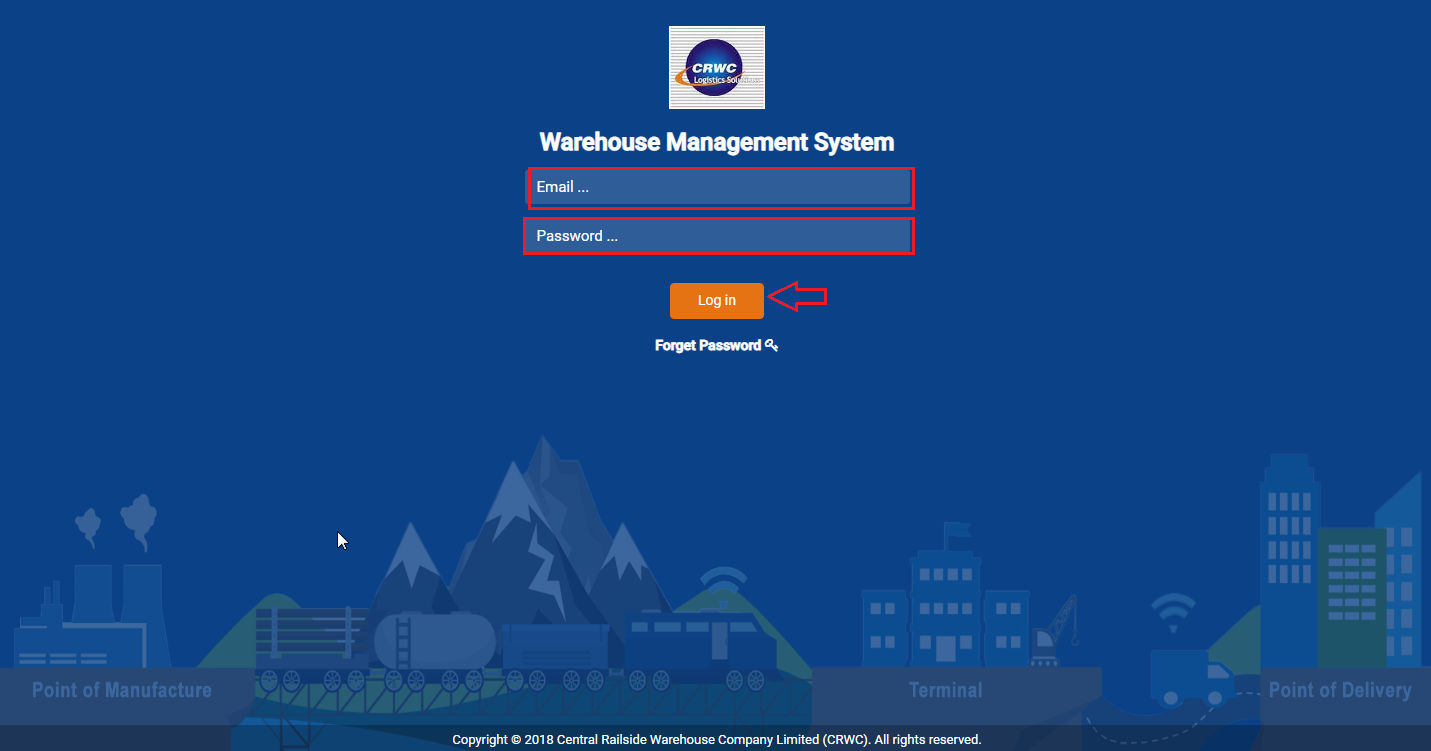 CRWC
Logistics Solutions
Warehouse Management System
Email ...
Password ...
Log in
Forget Password
Point of Manufacture
Terminal
Point of Delivery
Copyright © 2018 Central Railside Warehouse Company Limited (CRWC). All rights reserved.